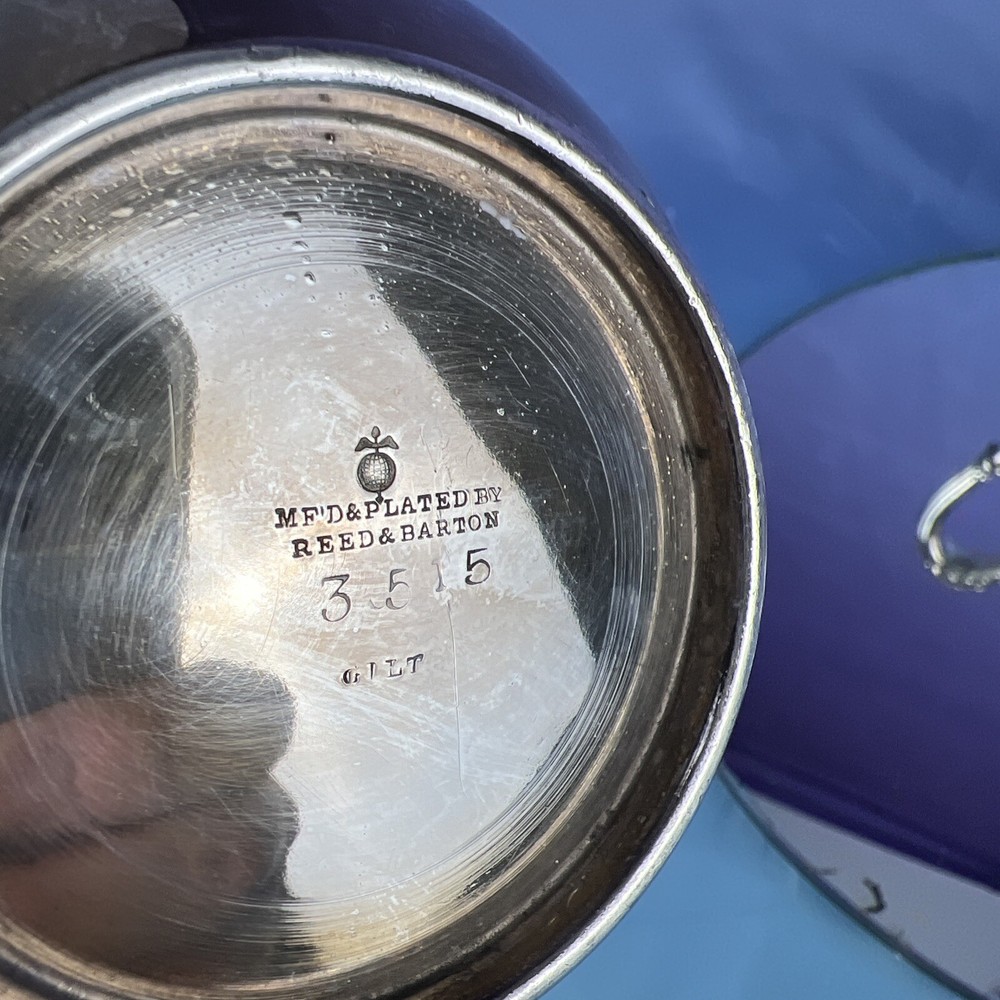 MF'D & PLATED BY
REED & BARTON
3515
GILT